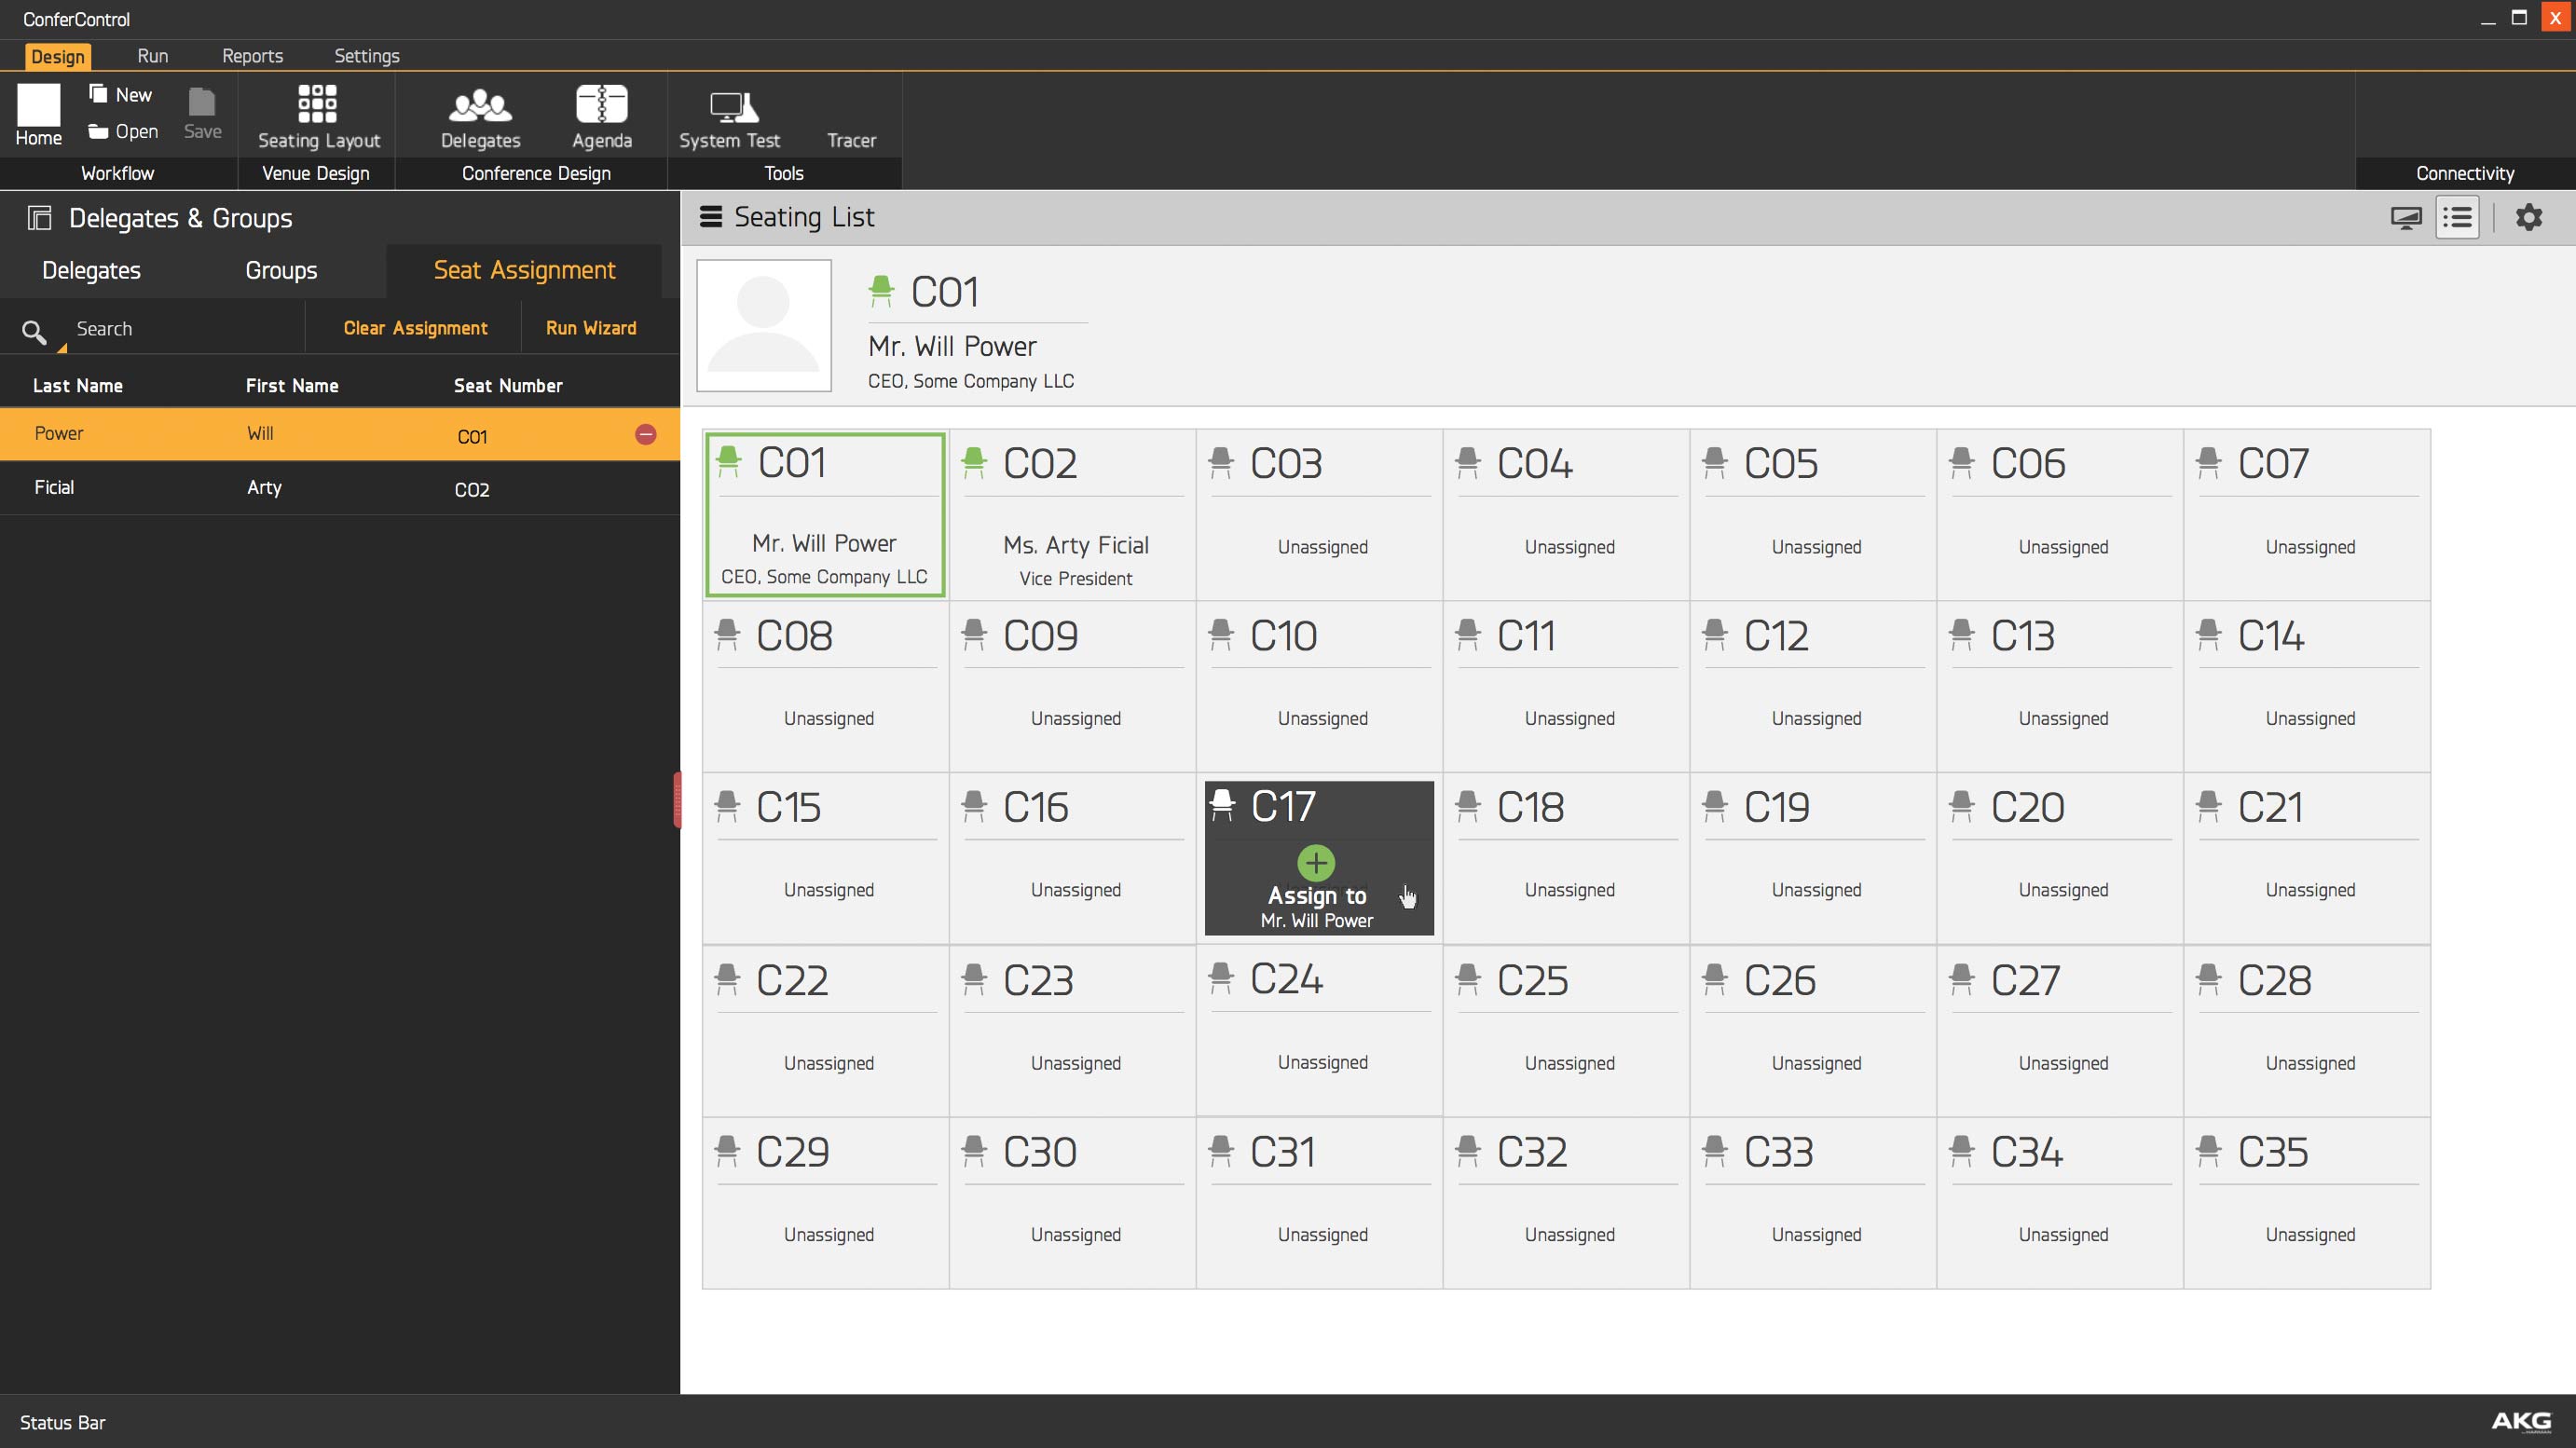 ConferControl
X
Design Run Reports Settings
Home New Open Save Seating Layout Delegates Agenda System Test Tracer
Workflow Venue Design Conference Design Tools Connectivity
Delegates & Groups
Delegates Groups Seat Assignment
Search Clear Assignment Run Wizard
Last Name First Name Seat Number
Power Will C01
Ficial Arty C02
Seating List
C01
Mr. Will Power
CEO, Some Company LLC
C01 C02 C03 C04 C05 C06 C07
Mr. Will Power Ms. Arty Ficial Unassigned Unassigned Unassigned Unassigned Unassigned
CEO, Some Company LLC Vice President
C08 C09 C10 C11 C12 C13 C14
Unassigned Unassigned Unassigned Unassigned Unassigned Unassigned Unassigned
C15 C16 C17 C18 C19 C20 C21
Unassigned Unassigned Assign to Unassigned Unassigned Unassigned Unassigned
Mr. Will Power
C22 C23 C24 C25 C26 C27 C28
Unassigned Unassigned Unassigned Unassigned Unassigned Unassigned Unassigned
C29 C30 C31 C32 C33 C34 C35
Unassigned Unassigned Unassigned Unassigned Unassigned Unassigned Unassigned
Status Bar
AKG